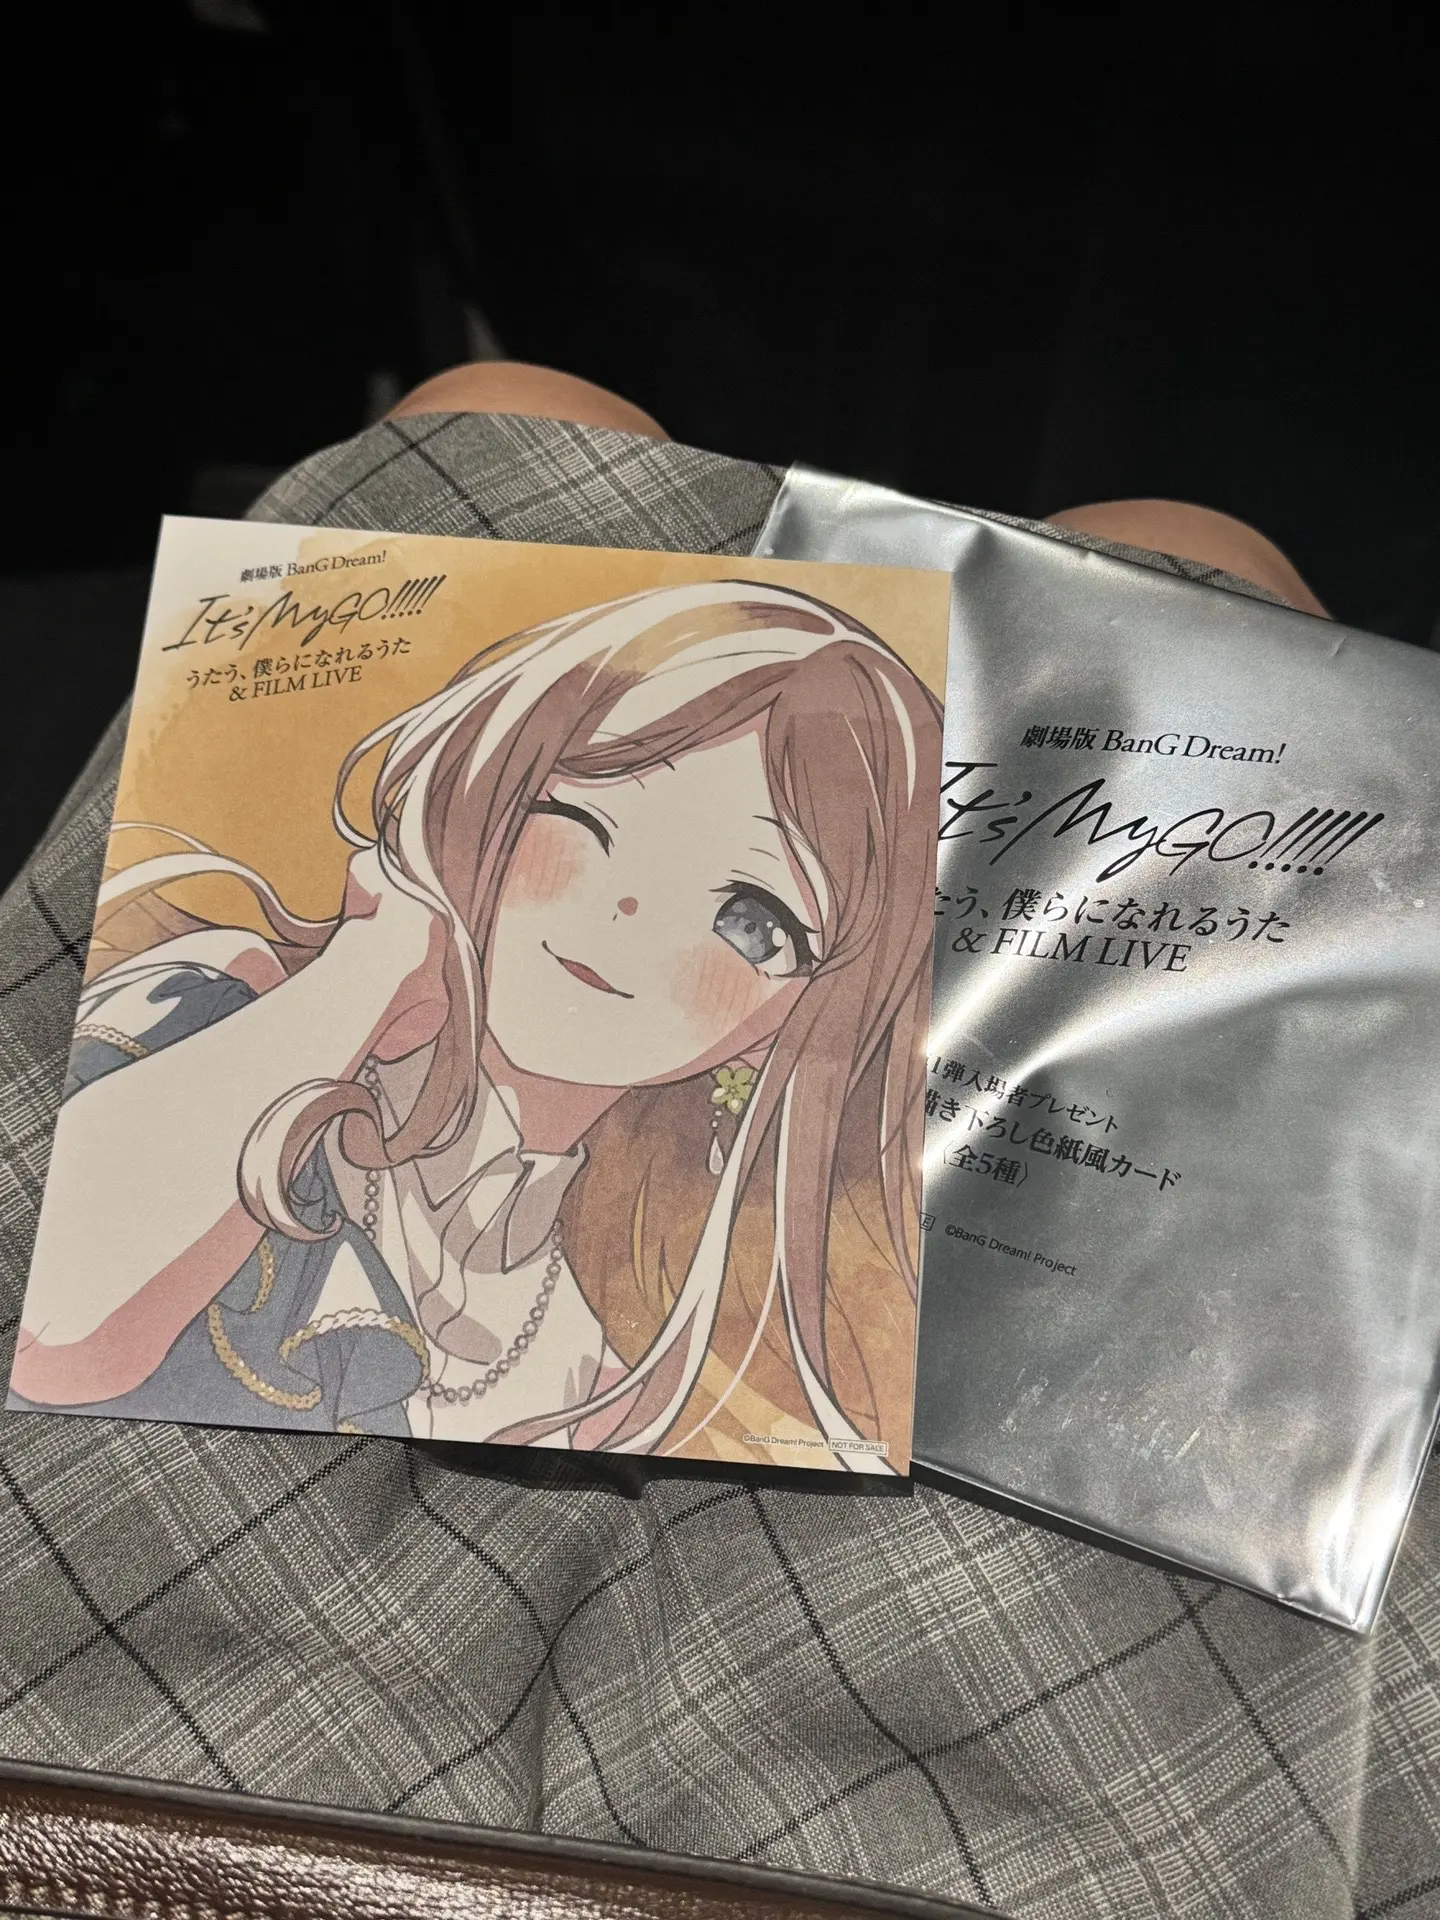 劇場版 BanG Dream!
It's MyGO!!!!!
うたう、僕らになれるうた
& FILM LIVE
©BanG Dream! Project NOT FOR SALE
劇場版 BanG Dream!
It's MyGO!!!!!
たう、僕らになれるうた
& FILM LIVE
1弾入場者プレゼント
描き下ろし色紙風カード
〈全5種〉
©BanG Dream! Project